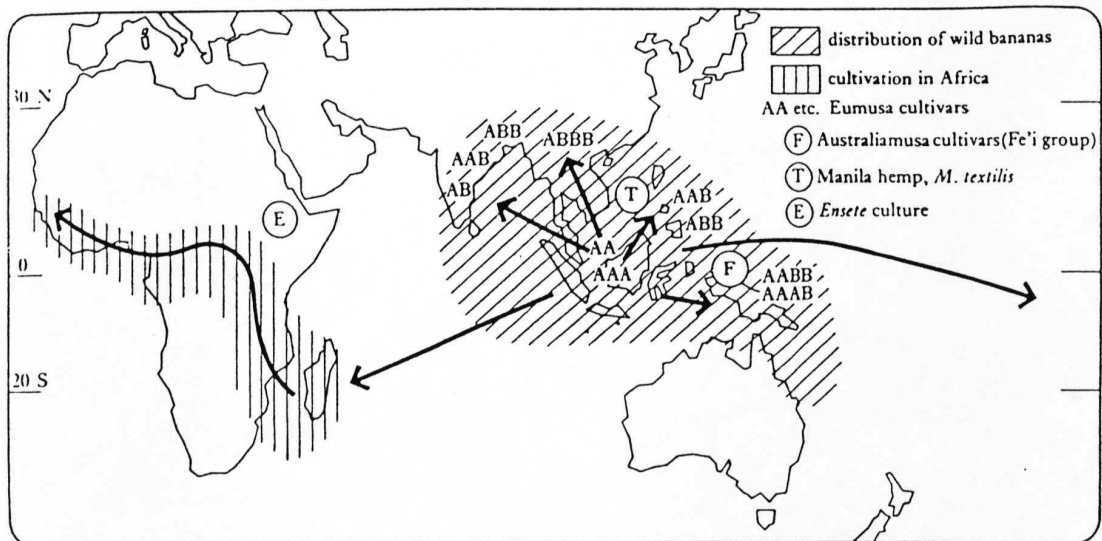 distribution of wild bananas
cultivation in Africa
AA etc. Eumusa cultivars
F Australiamusa cultivars(Fe'i group)
T Manila hemp, M. textilis
E Ensete culture
30 N
0
20 S
E
ABB
ABBB
AAB
AB
T
AAB
ABB
AA
AAA
F
AABB
AAAB